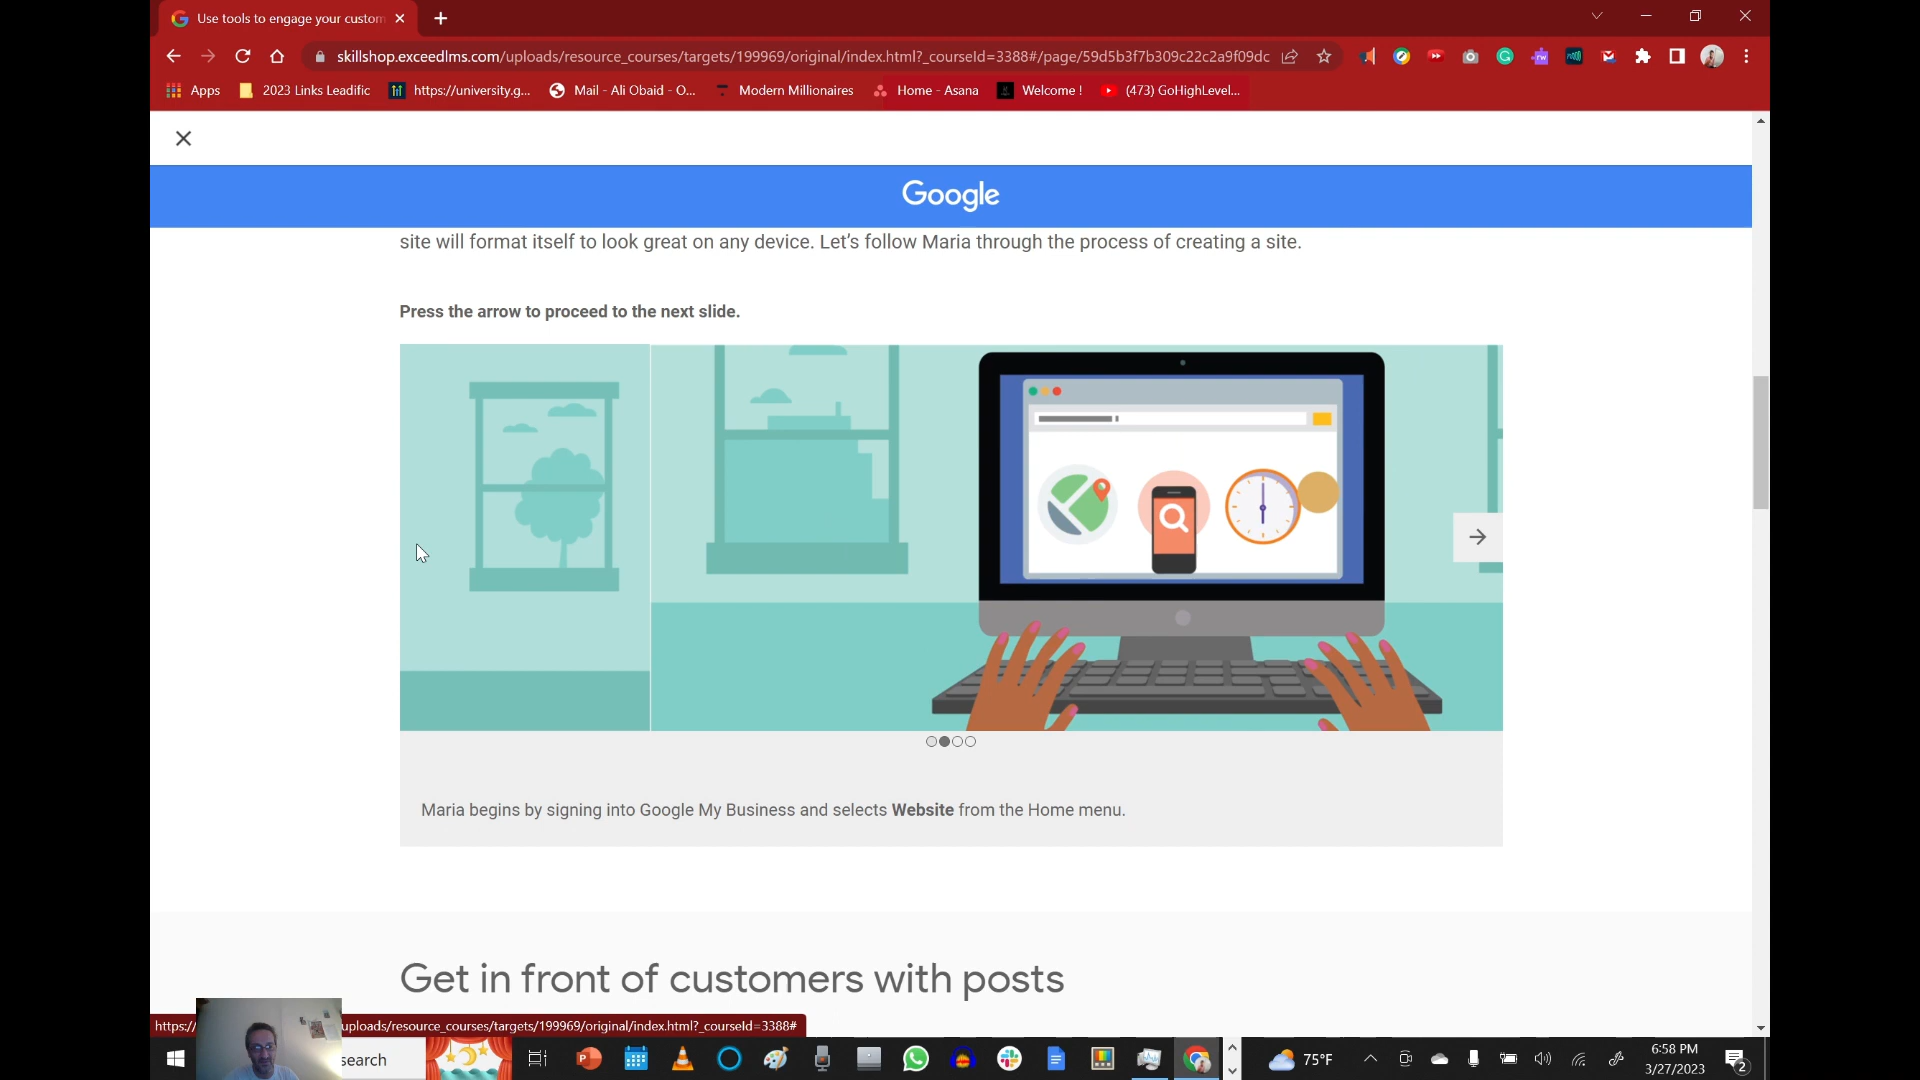 Use tools to engage your custom
skillshop.exceedlms.com/uploads/resource_courses/targets/199969/original/index.html?_courseId=3388#/page/59d5b3f7b309c22c2a9f09dc
Apps
2023 Links Leadific
https://university.g...
Mail - Ali Obaid - O...
Modern Millionaires
Home - Asana
Welcome !
(473) GoHighLevel...
Google
site will format itself to look great on any device. Let’s follow Maria through the process of creating a site.
Press the arrow to proceed to the next slide.
Maria begins by signing into Google My Business and selects Website from the Home menu.
Get in front of customers with posts
https://
uploads/resource_courses/targets/199969/original/index.html?_courseId=3388#
search
75°F
6:58 PM
3/27/2023
2